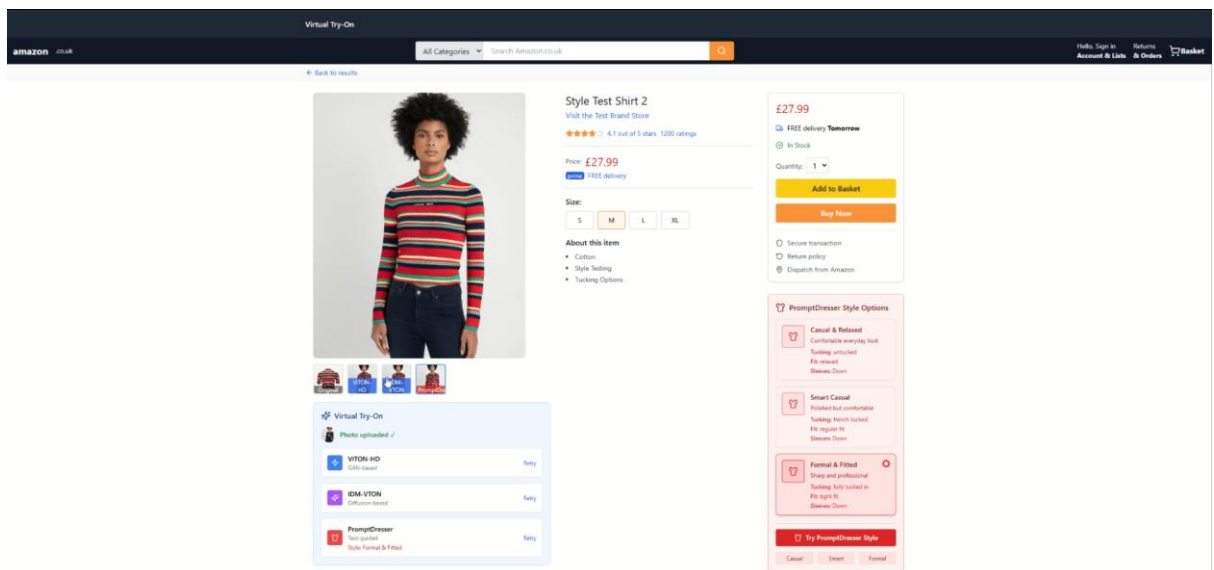 Virtual Try-On
amazon .co.uk
All Categories
Search Amazon.co.uk
Hello, Sign in
Account & Lists
Returns
& Orders
Basket
← Back to results
Original
VITON-HD
IDM-VTON
PromptDre
Virtual Try-On
Photo uploaded ✓
VITON-HD
GAN-based
Retry
IDM-VTON
Diffusion-based
Retry
PromptDresser
Text-guided
Style: Formal & Fitted
Retry
Style Test Shirt 2
Visit the Test Brand Store
4.1 out of 5 stars 1200 ratings
Price: £27.99
prime FREE delivery
Size:
S M L XL
About this item
• Cotton
• Style Testing
• Tucking Options
£27.99
FREE delivery Tomorrow
In Stock
Quantity: 1
Add to Basket
Buy Now
Secure transaction
Return policy
Dispatch from Amazon
PromptDresser Style Options
Casual & Relaxed
Comfortable everyday look
Tucking: untucked
Fit: relaxed
Sleeves: Down
Smart Casual
Polished but comfortable
Tucking: french tucked
Fit: regular fit
Sleeves: Down
Formal & Fitted
Sharp and professional
Tucking: fully tucked in
Fit: tight fit
Sleeves: Down
Try PromptDresser Style
Casual Smart Formal